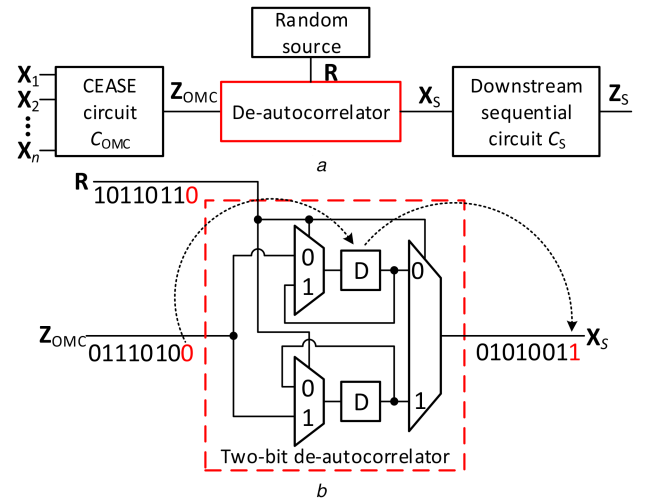 Random
source
R
X1
X2
Xn
CEASE
circuit
COMC
ZOMC
De-autocorrelator
XS
Downstream
sequential
circuit CS
ZS
a
R
10110110
0
1
D
0
ZOMC
01110100
XS
01010011
0
1
D
1
Two-bit de-autocorrelator
b